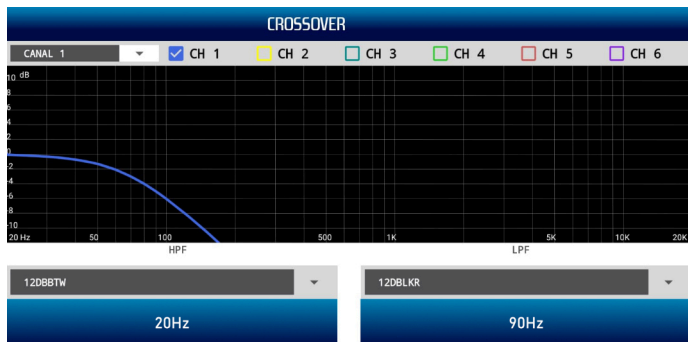 CROSSOVER
CANAL 1 CH 1 CH 2 CH 3 CH 4 CH 5 CH 6
10 dB
8
6
4
2
0
-2
-4
-6
-8
-10
20 Hz 50 100 500 1K 5K 10K 20K
HPF LPF
12DBBTW 12DBLKR
20Hz 90Hz